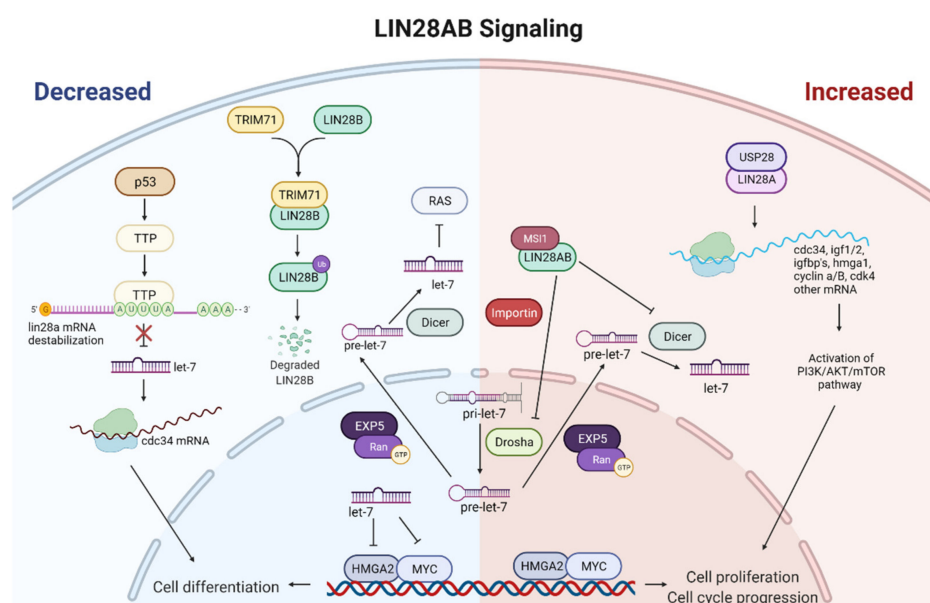 LIN28AB Signaling
Decreased
Increased
TRIM71
LIN28B
TRIM71
LIN28B
LIN28B
Ub
Degraded
LIN28B
p53
TTP
TTP
5'
G
A U U U A
A A A
3'
lin28a mRNA
destabilization
let-7
cdc34 mRNA
RAS
let-7
Dicer
pre-let-7
MSI1
LIN28AB
Importin
pre-let-7
Dicer
let-7
USP28
LIN28A
cdc34, igf1/2,
igfbp's, hmga1,
cyclin a/B, cdk4
other mRNA
Activation of
PI3K/AKT/mTOR
pathway
pri-let-7
Drosha
pre-let-7
EXP5
Ran
GTP
EXP5
Ran
GTP
let-7
HMGA2
MYC
HMGA2
MYC
Cell differentiation
Cell proliferation
Cell cycle progression